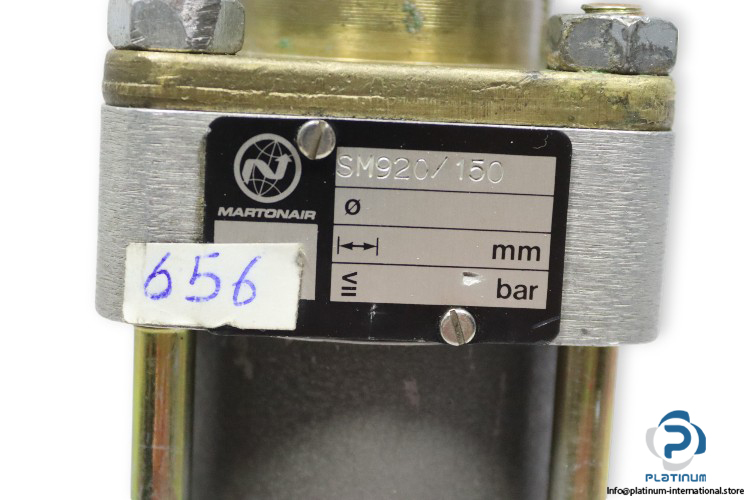 SM920/150
MARTONAIR
ø
mm
≤ bar
656
PLATINUM
info@platinum-international.store